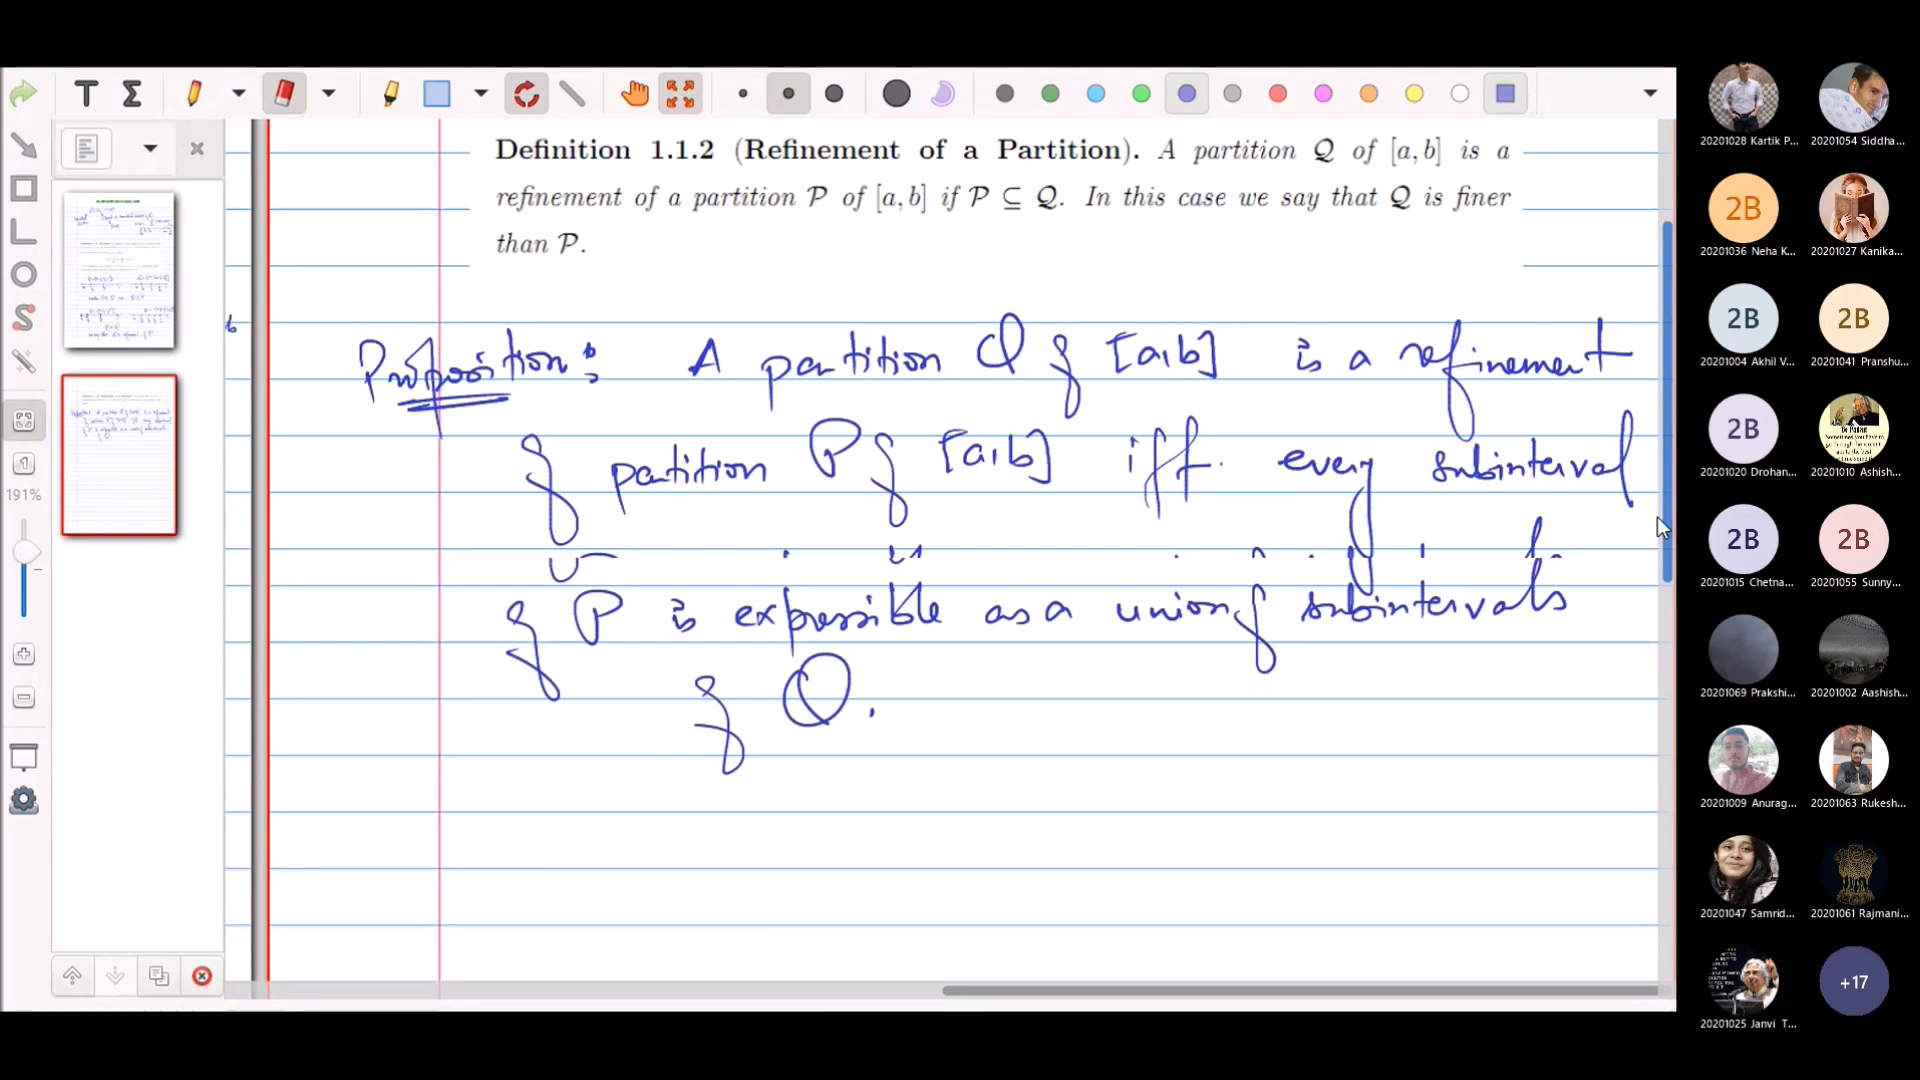 Definition 1.1.2 (Refinement of a Partition). A partition Q of [a, b] is a
refinement of a partition P of [a, b] if P ⊆ Q. In this case we say that Q is finer
than P.
Proposition: A partition Q of [a,b] is a refinement
of partition P of [a,b] iff. every subinterval
of P is expressible as a union of subintervals
of Q.
191%
20201028 Kartik P...
20201054 Siddha...
2B
20201036 Neha K...
20201027 Kanika...
2B
20201004 Akhil V...
2B
20201041 Pranshu...
2B
20201020 Drohan...
20201010 Ashish...
2B
20201015 Chetna...
2B
20201055 Sunny...
20201069 Prakshi...
20201002 Aashish...
20201009 Anurag...
20201063 Rukesh...
20201047 Samrid...
20201061 Rajmani...
20201025 Janvi T...
+17